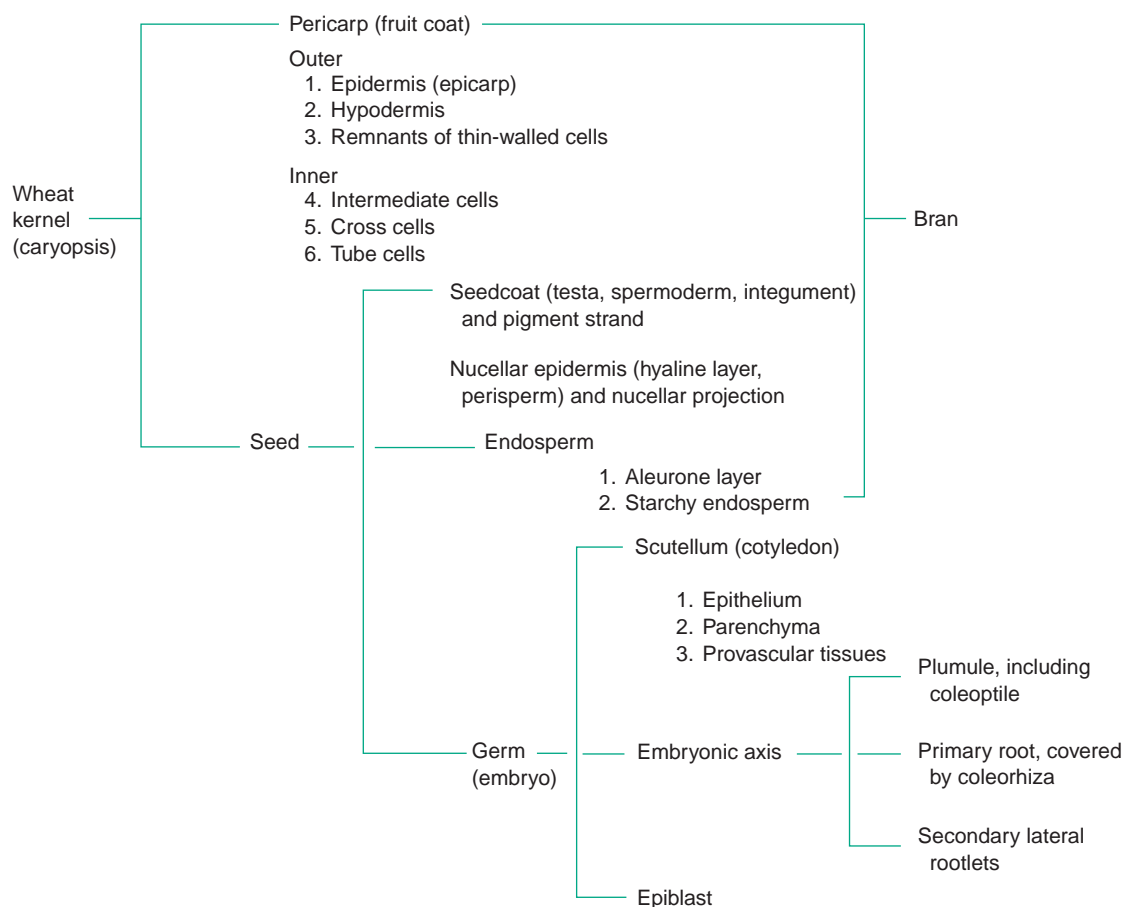 Pericarp (fruit coat)
Outer
1. Epidermis (epicarp)
2. Hypodermis
3. Remnants of thin-walled cells
Inner
4. Intermediate cells
5. Cross cells
6. Tube cells
Wheat
kernel
(caryopsis)
Bran
Seedcoat (testa, spermoderm, integument)
and pigment strand
Nucellar epidermis (hyaline layer,
perisperm) and nucellar projection
Seed
Endosperm
1. Aleurone layer
2. Starchy endosperm
Scutellum (cotyledon)
1. Epithelium
2. Parenchyma
3. Provascular tissues
Germ
(embryo)
Embryonic axis
Plumule, including
coleoptile
Primary root, covered
by coleorhiza
Secondary lateral
rootlets
Epiblast